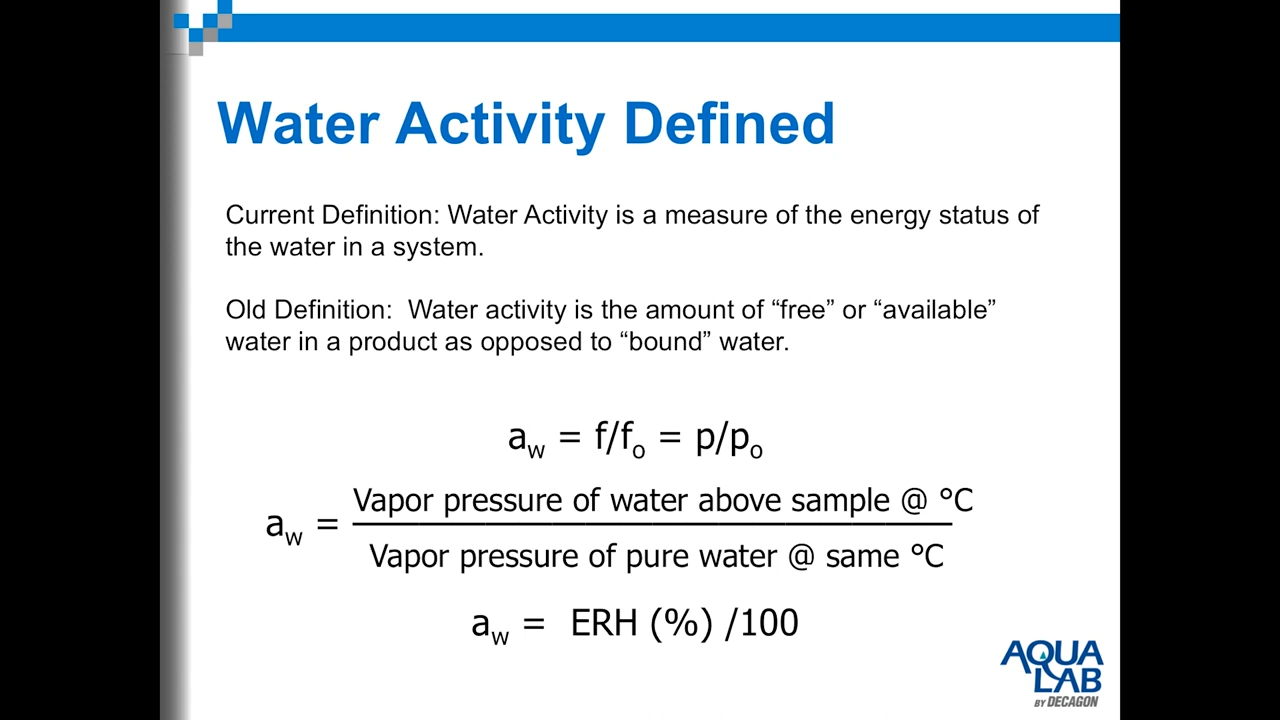 Water Activity Defined
Current Definition: Water Activity is a measure of the energy status of
the water in a system.
Old Definition:  Water activity is the amount of “free” or “available”
water in a product as opposed to “bound” water.
aw = f/fo = p/po
Vapor pressure of water above sample @ °C
aw =
Vapor pressure of pure water @ same °C
aw =  ERH (%) /100
AQUA
LAB
BY DECAGON